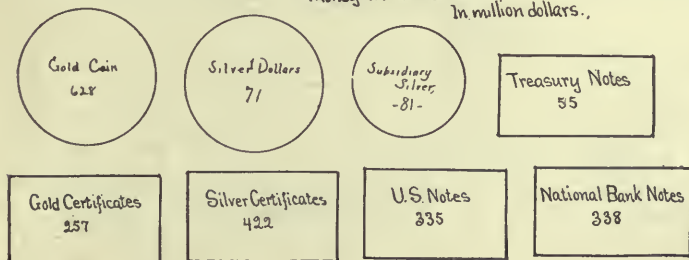 In million dollars.,
Gold Coin
628
Silver Dollars
71
Subsidiary
Silver,
-81-
Treasury Notes
55
Gold Certificates
257
Silver Certificates
422
U.S. Notes
335
National Bank Notes
338